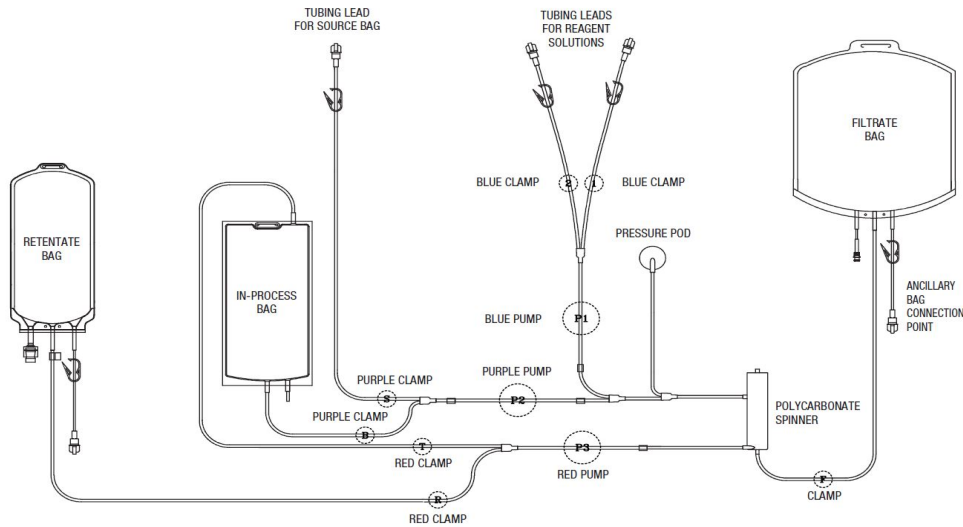 TUBING LEAD
FOR SOURCE BAG
TUBING LEADS
FOR REAGENT
SOLUTIONS
FILTRATE
BAG
BLUE CLAMP
2
1
BLUE CLAMP
RETENTATE
BAG
PRESSURE POD
IN-PROCESS
BAG
ANCILLARY
BAG
CONNECTION
POINT
BLUE PUMP
P1
PURPLE CLAMP
S
PURPLE PUMP
P2
PURPLE CLAMP
B
POLYCARBONATE
SPINNER
T
RED CLAMP
P3
RED PUMP
F
CLAMP
R
RED CLAMP